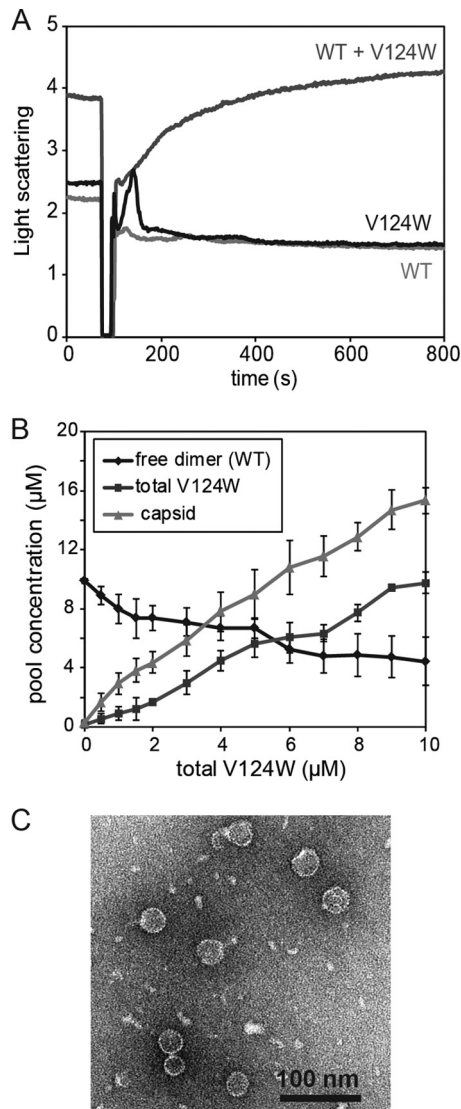 A
5
4
3
2
1
0
Light scattering
WT + V124W
V124W
WT
0
200
400
600
800
time (s)
B
20
16
12
8
4
0
pool concentration (µM)
free dimer (WT)
total V124W
capsid
0
2
4
6
8
10
total V124W (µM)
C
100 nm